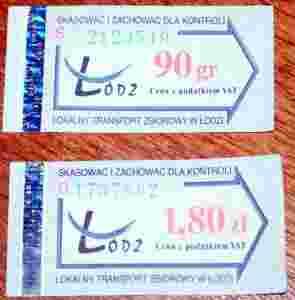 SKASOWAĆ I ZACHOWAĆ DLA KONTROLI
S
ŁÓDŹ
90 gr
Cena z podatkiem VAT
LOKALNY TRANSPORT ZBIOROWY W ŁODZI
SKASOWAĆ I ZACHOWAĆ DLA KONTROLI
ŁÓDŹ
1,80 zł
Cena z podatkiem VAT
LOKALNY TRANSPORT ZBIOROWY W ŁODZI